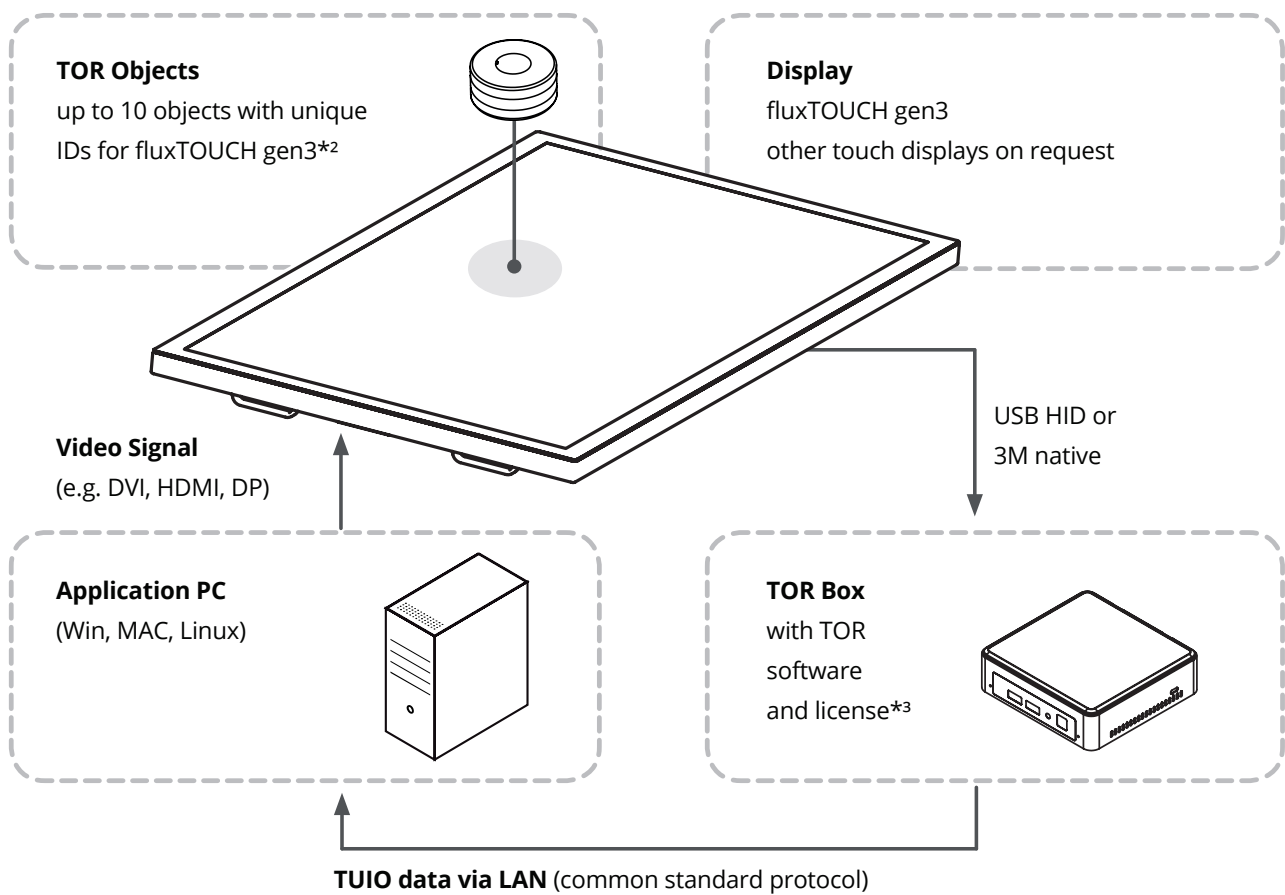 TOR Objects
up to 10 objects with unique
IDs for fluxTOUCH gen3*²
Display
fluxTOUCH gen3
other touch displays on request
USB HID or
3M native
Video Signal
(e.g. DVI, HDMI, DP)
Application PC
(Win, MAC, Linux)
TOR Box
with TOR
software
and license*³
TUIO data via LAN (common standard protocol)